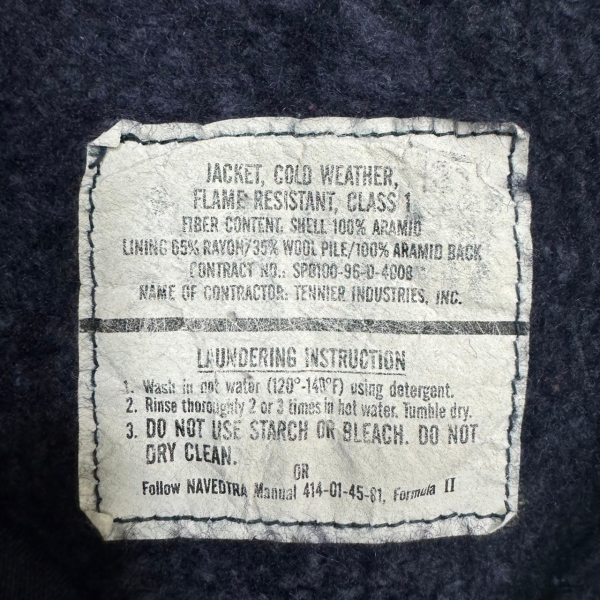 JACKET, COLD WEATHER,
FLAME RESISTANT, CLASS 1
FIBER CONTENT: SHELL 100% ARAMID
LINING 65% RAYON/35% WOOL PILE/100% ARAMID BACK
CONTRACT NO.: SP0100-96-D-4008
NAME OF CONTRACTOR: TENNIER INDUSTRIES, INC.
LAUNDERING INSTRUCTION
1. Wash in hot water (120°-140°F) using detergent.
2. Rinse thoroughly 2 or 3 times in hot water. Tumble dry.
3. DO NOT USE STARCH OR BLEACH. DO NOT
DRY CLEAN.
OR
Follow NAVEDTRA Manual 414-01-45-81, Formula II